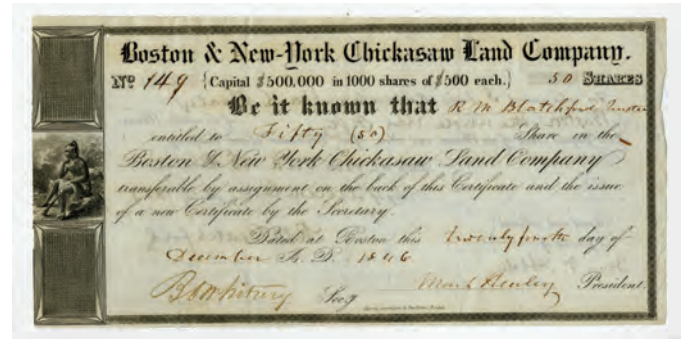 Boston & New-York Chickasaw Land Company.
No 149 {Capital $500,000 in 1000 shares of $500 each.} 50 SHARES
Be it known that R M Blatchford Trustee
entitled to Fifty (50) Share in the
Boston & New York Chickasaw Land Company
transferable by assignment on the back of this Certificate and the issue
of a new Certificate by the Secretary.
Dated at Boston this twenty fourth day of
December A. D. 1846
Secy President.